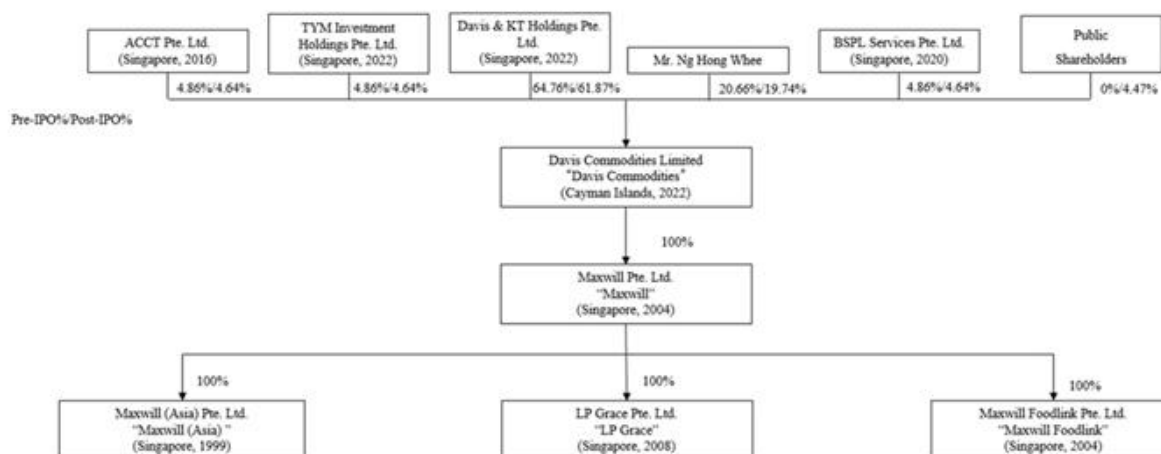 ACCT Pte. Ltd.
(Singapore, 2016)
TYM Investment
Holdings Pte. Ltd.
(Singapore, 2022)
Davis & KT Holdings Pte.
Ltd.
(Singapore, 2022)
Mr. Ng Hong Whee
BSPL Services Pte. Ltd.
(Singapore, 2020)
Public
Shareholders
4.86%/4.64%
4.86%/4.64%
64.76%/61.87%
20.66%/19.74%
4.86%/4.64%
0%/4.47%
Pre-IPO%/Post-IPO%
Davis Commodities Limited
"Davis Commodities"
(Cayman Islands, 2022)
100%
Maxwill Pte. Ltd.
“Maxwill”
(Singapore, 2004)
100%
100%
100%
Maxwill (Asia) Pte. Ltd.
“Maxwill (Asia) ”
(Singapore, 1999)
LP Grace Pte. Ltd.
“LP Grace”
(Singapore, 2008)
Maxwill Foodlink Pte. Ltd.
“Maxwill Foodlink”
(Singapore, 2004)